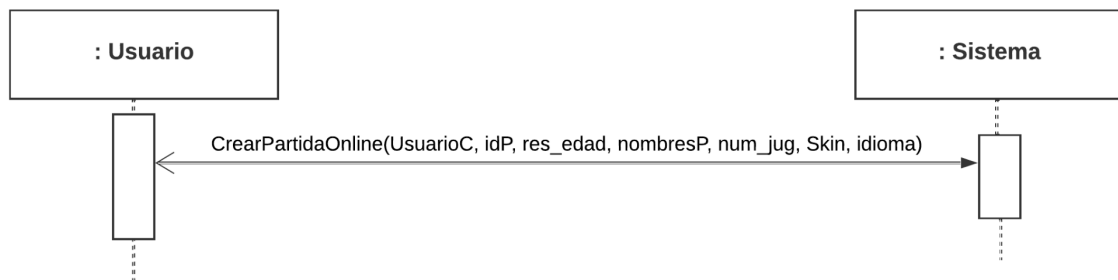 : Usuario
: Sistema
CrearPartidaOnline(UsuarioC, idP, res_edad, nombresP, num_jug, Skin, idioma)